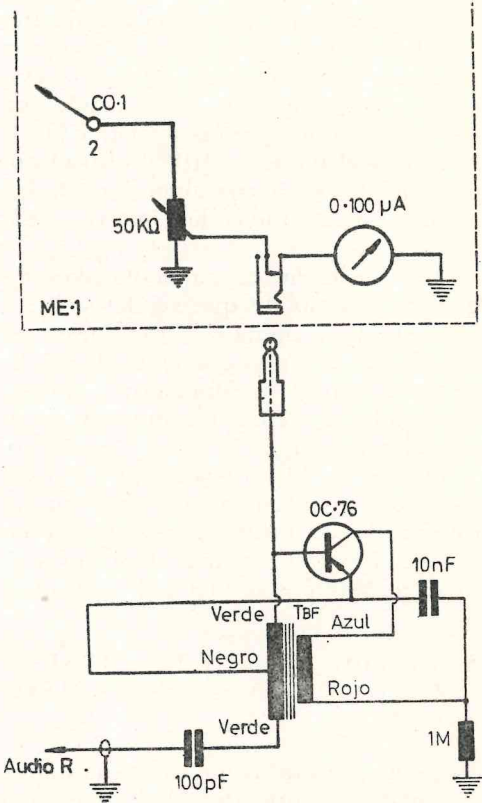 CO·1
2
50KΩ
0·100 µA
ME·1
OC·76
10nF
Verde
TBF
Azul
Negro
Rojo
Verde
1M
Audio R
100pF